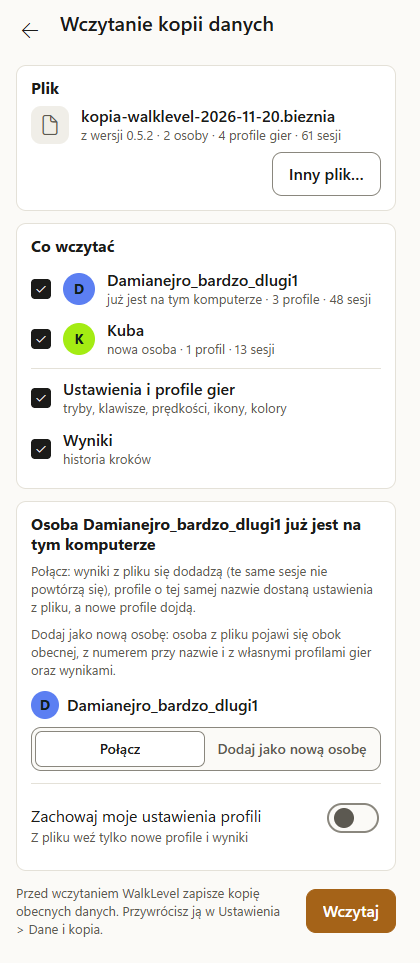 Wczytanie kopii danych
Plik
kopia-walklevel-2026-11-20.bieznia
z wersji 0.5.2 · 2 osoby · 4 profile gier · 61 sesji
Inny plik...
Co wczytać
D
Damianejro_bardzo_dlugi1
już jest na tym komputerze · 3 profile · 48 sesji
K
Kuba
nowa osoba · 1 profil · 13 sesji
Ustawienia i profile gier
tryby, klawisze, prędkości, ikony, kolory
Wyniki
historia kroków
Osoba Damianejro_bardzo_dlugi1 już jest na
tym komputerze
Połącz: wyniki z pliku się dodadzą (te same sesje nie
powtórzą się), profile o tej samej nazwie dostaną ustawienia
z pliku, a nowe profile dojdą.
Dodaj jako nową osobę: osoba z pliku pojawi się obok
obecnej, z numerem przy nazwie i z własnymi profilami gier
oraz wynikami.
D
Damianejro_bardzo_dlugi1
Połącz
Dodaj jako nową osobę
Zachowaj moje ustawienia profili
Z pliku weź tylko nowe profile i wyniki
Przed wczytaniem WalkLevel zapisze kopię
obecnych danych. Przywrócisz ją w Ustawienia
> Dane i kopia.
Wczytaj